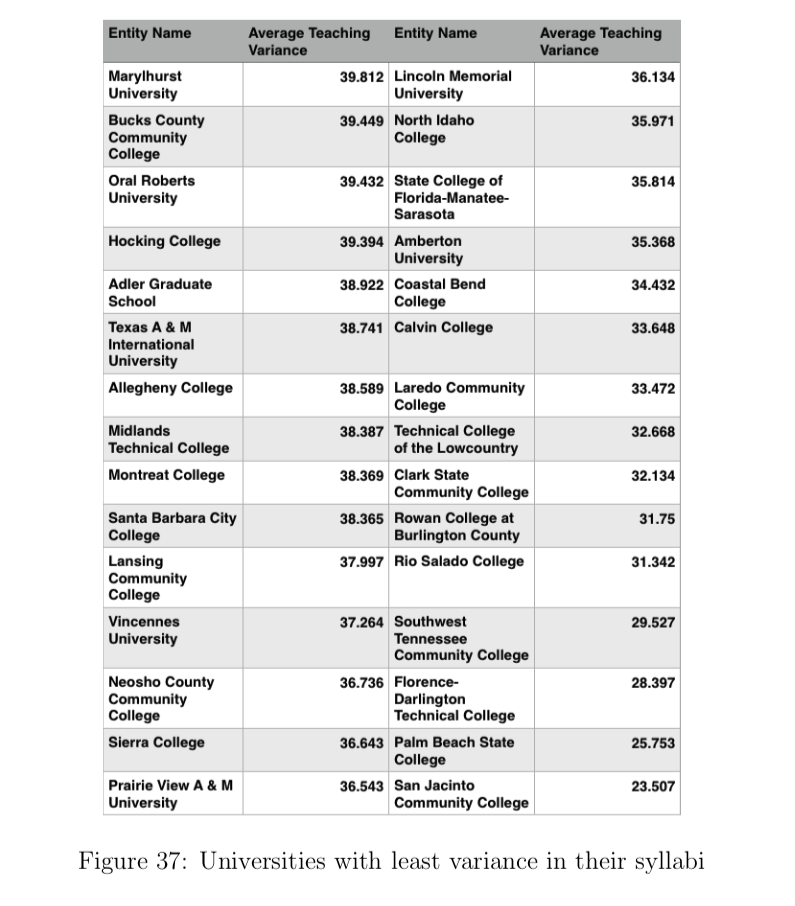 Entity Name Average Teaching Entity Name Average Teaching
Variance Variance
Marylhurst 39.812 Lincoln Memorial 36.134
University University
Bucks County 39.449 North Idaho 35.971
Community College
College
Oral Roberts 39.432 State College of 35.814
University Florida-Manatee-
Sarasota
Hocking College 39.394 Amberton 35.368
University
Adler Graduate 38.922 Coastal Bend 34.432
School College
Texas A & M 38.741 Calvin College 33.648
International
University
Allegheny College 38.589 Laredo Community 33.472
College
Midlands 38.387 Technical College 32.668
Technical College of the Lowcountry
Montreat College 38.369 Clark State 32.134
Community College
Santa Barbara City 38.365 Rowan College at 31.75
College Burlington County
Lansing 37.997 Rio Salado College 31.342
Community
College
Vincennes 37.264 Southwest 29.527
University Tennessee
Community College
Neosho County 36.736 Florence- 28.397
Community Darlington
College Technical College
Sierra College 36.643 Palm Beach State 25.753
College
Prairie View A & M 36.543 San Jacinto 23.507
University Community College
Figure 37: Universities with least variance in their syllabi